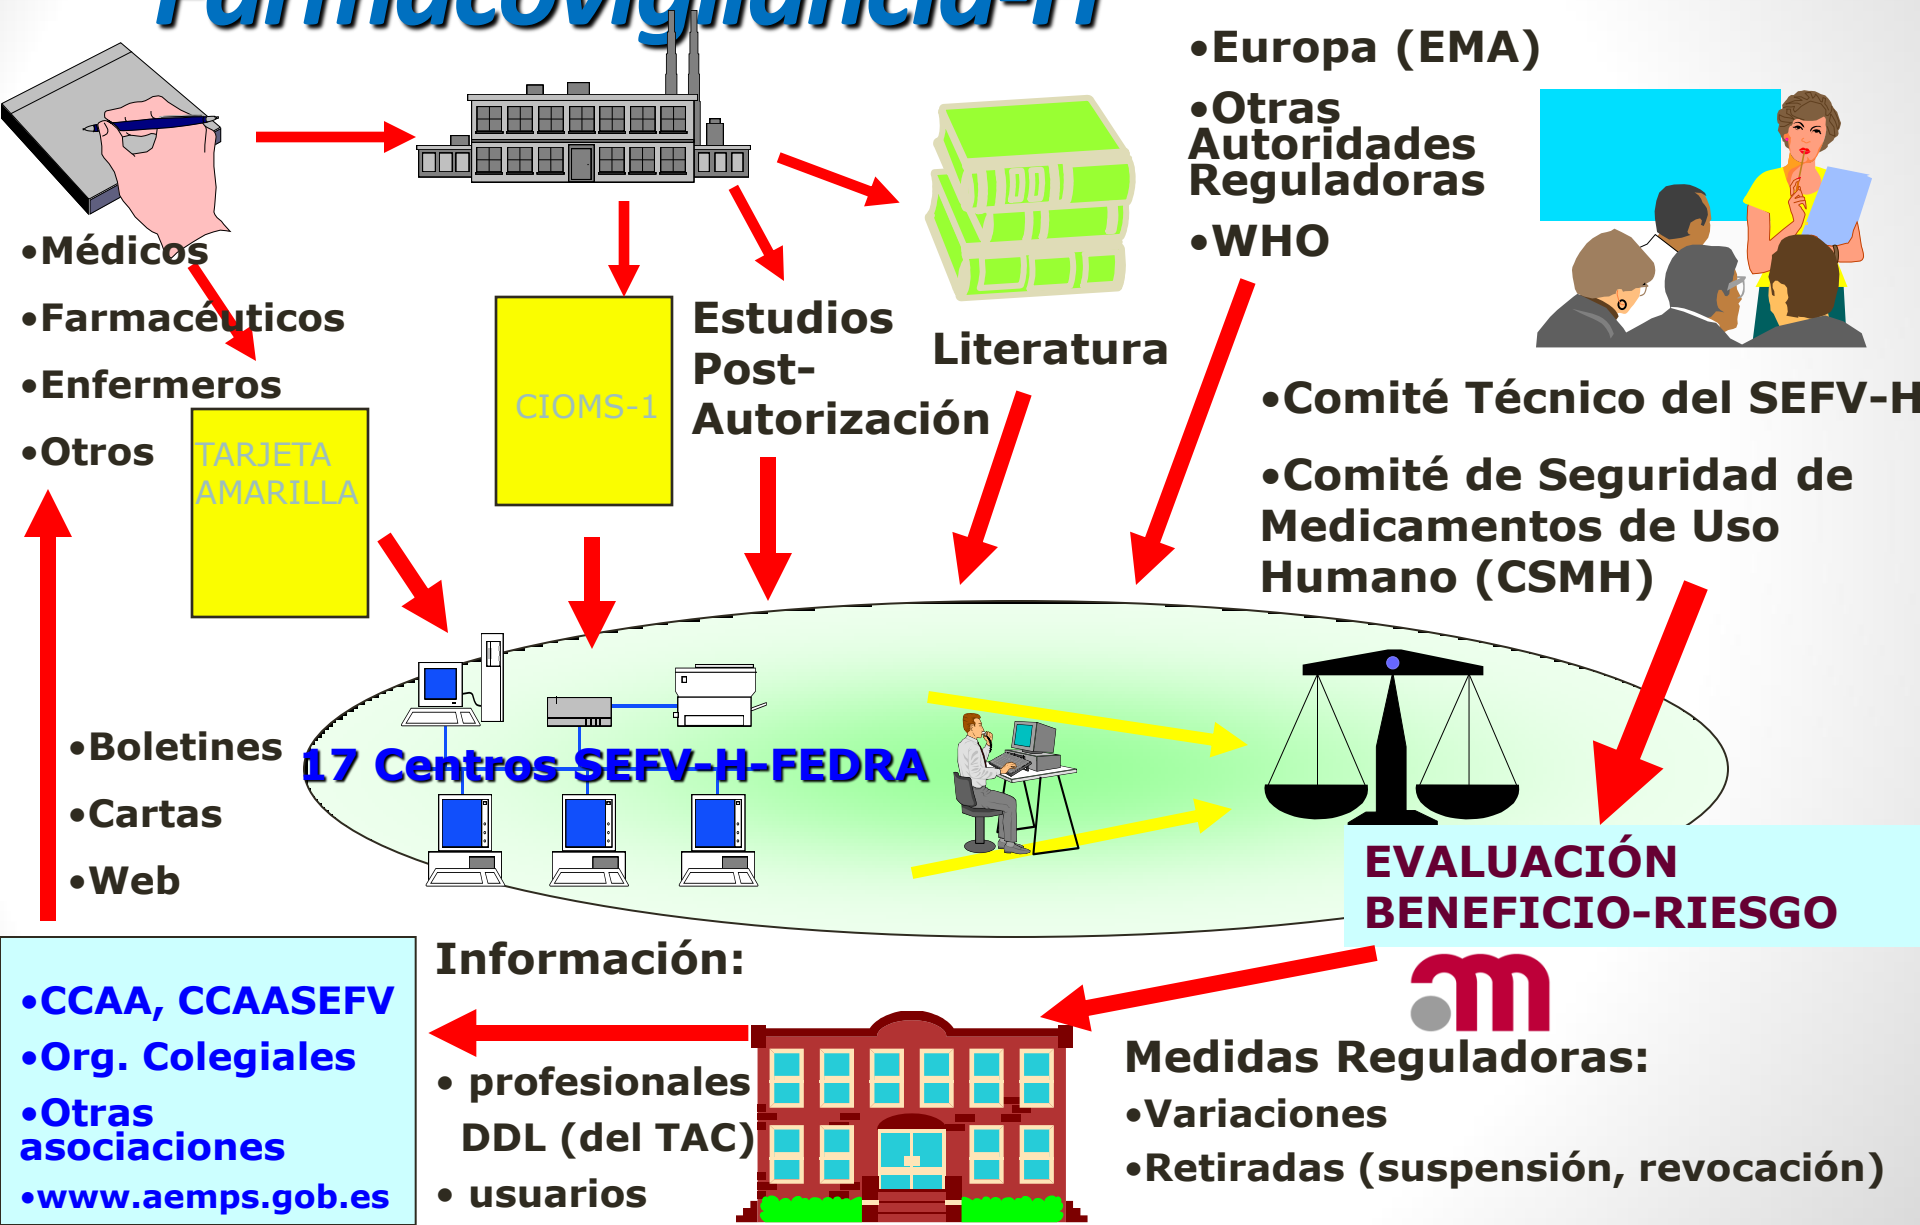 Farmacovigilancia-H
•Europa (EMA)
•Otras
Autoridades
Reguladoras
•WHO
•Médicos
•Farmacéuticos
•Enfermeros
•Otros
TARJETA
AMARILLA
CIOMS-1
Estudios
Post-
Autorización
Literatura
•Comité Técnico del SEFV-H
•Comité de Seguridad de
Medicamentos de Uso
Humano (CSMH)
•Boletines
•Cartas
•Web
17 Centros SEFV-H-FEDRA
EVALUACIÓN
BENEFICIO-RIESGO
•CCAA, CCAASEFV
•Org. Colegiales
•Otras
asociaciones
•www.aemps.gob.es
Información:
• profesionales
DDL (del TAC)
• usuarios
am
Medidas Reguladoras:
•Variaciones
•Retiradas (suspensión, revocación)